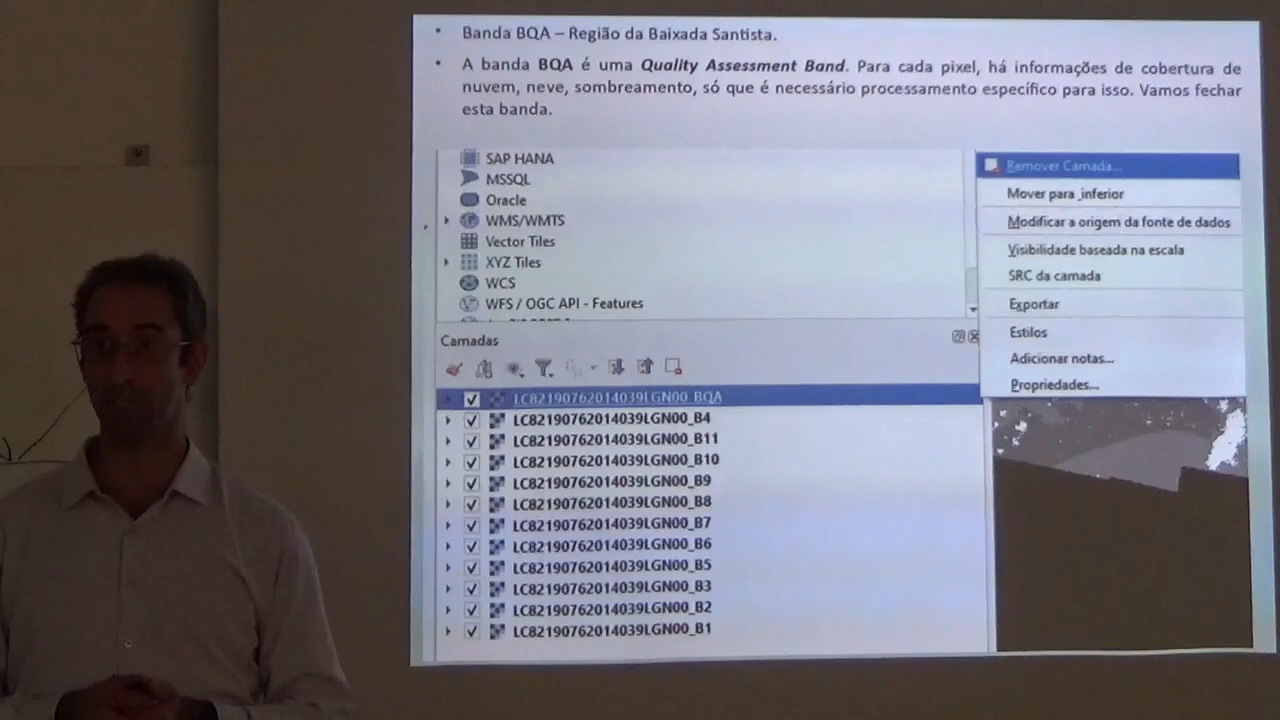 • Banda BQA – Região da Baixada Santista.
• A banda BQA é uma Quality Assessment Band. Para cada pixel, há informações de cobertura de
nuvem, neve, sombreamento, só que é necessário processamento específico para isso. Vamos fechar
esta banda.
SAP HANA
MSSQL
Oracle
WMS/WMTS
Vector Tiles
XYZ Tiles
WCS
WFS / OGC API - Features
Camadas
LC82190762014039LGN00_BQA
LC82190762014039LGN00_B4
LC82190762014039LGN00_B11
LC82190762014039LGN00_B10
LC82190762014039LGN00_B9
LC82190762014039LGN00_B8
LC82190762014039LGN00_B7
LC82190762014039LGN00_B6
LC82190762014039LGN00_B5
LC82190762014039LGN00_B3
LC82190762014039LGN00_B2
LC82190762014039LGN00_B1
Remover Camada...
Mover para _inferior
Modificar a origem da fonte de dados
Visibilidade baseada na escala
SRC da camada
Exportar
Estilos
Adicionar notas...
Propriedades...